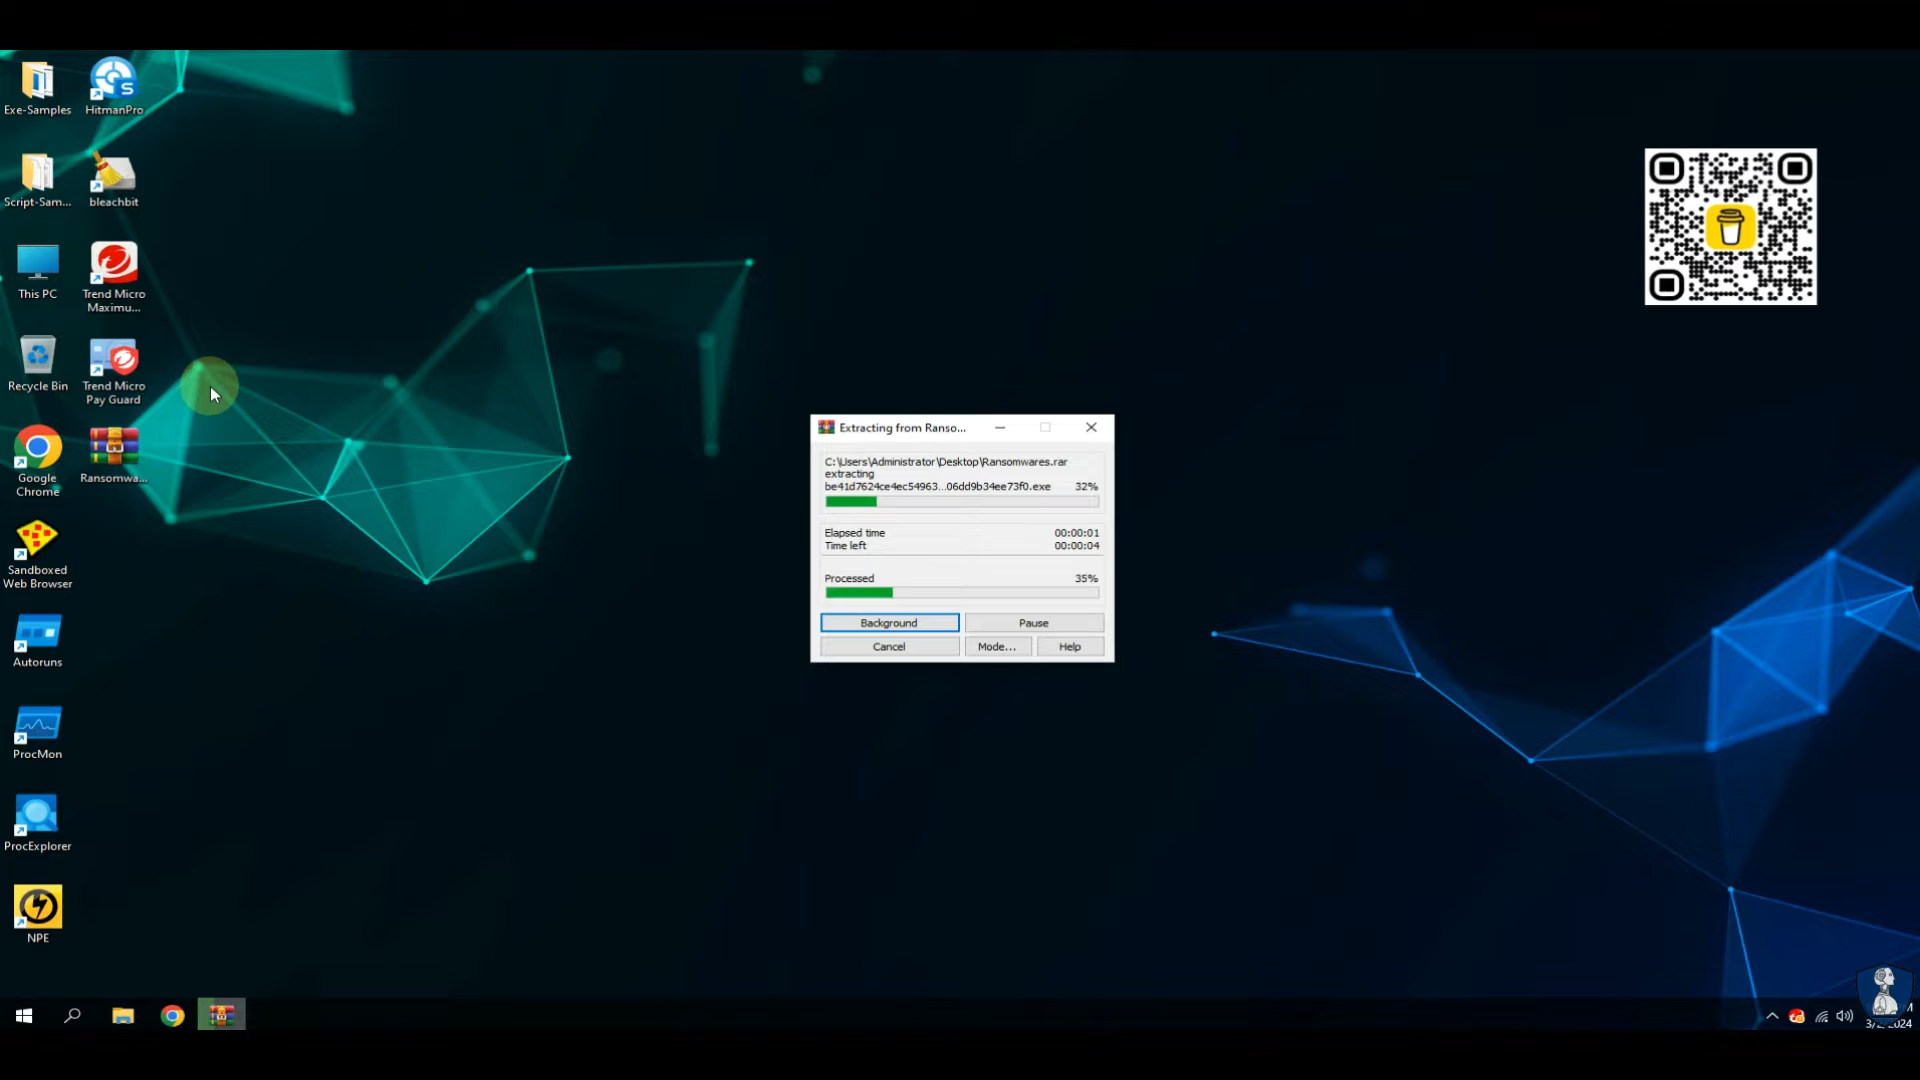 Exe-Samples
HitmanPro
Script-Sam...
bleachbit
This PC
Trend Micro
Maximu...
Recycle Bin
Trend Micro
Pay Guard
Google
Chrome
Ransomwa...
Sandboxed
Web Browser
Autoruns
ProcMon
ProcExplorer
NPE
Extracting from Ranso...
C:\Users\Administrator\Desktop\Ransomwares.rar
extracting
be41d7624ce4ec54963...06dd9b34ee73f0.exe 32%
Elapsed time 00:00:01
Time left 00:00:04
Processed 35%
Background Pause
Cancel Mode... Help